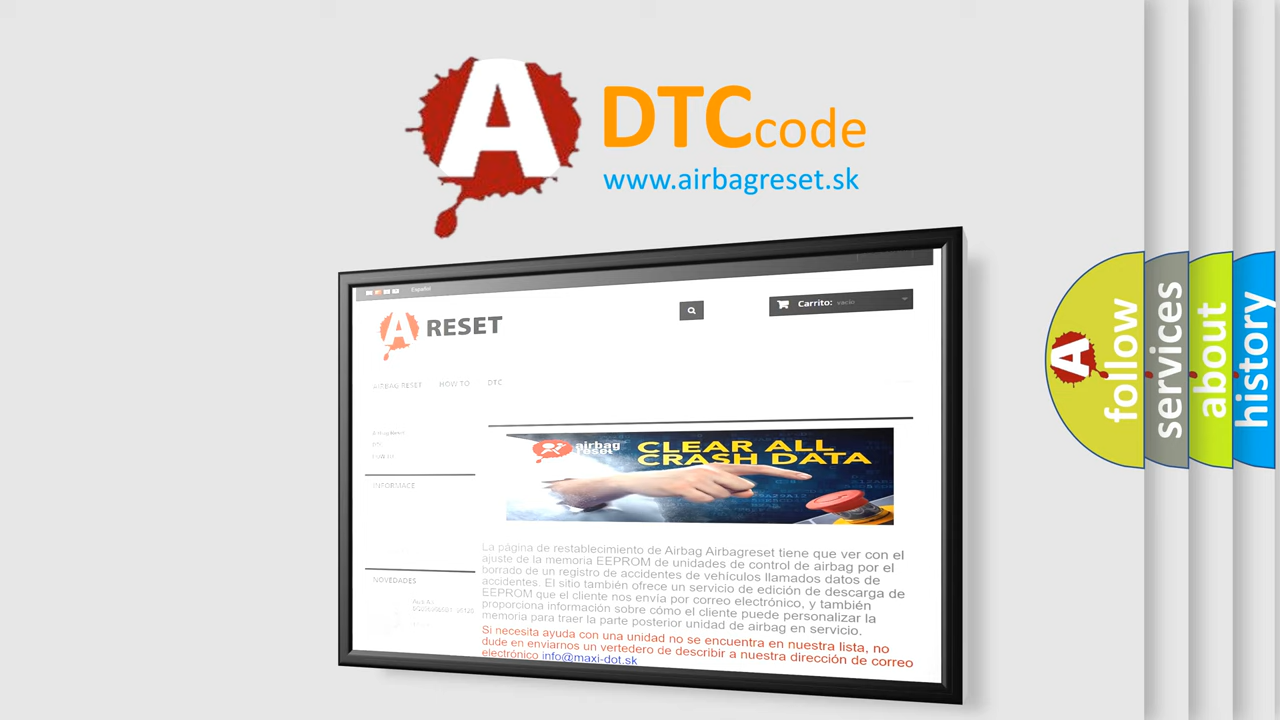 A
DTC code
www.airbagreset.sk
Español
A RESET
Carrito: vacío
AIRBAG RESET HOW TO DTC
INFORMACE
airbag
reset
CLEAR ALL
CRASH DATA
La página de restablecimiento de Airbag Airbagreset tiene que ver con el
ajuste de la memoria EEPROM de unidades de control de airbag por el
borrado de un registro de accidentes de vehículos llamados datos de
accidentes. El sitio también ofrece un servicio de edición de descarga de
EEPROM que el cliente nos envía por correo electrónico, y también
proporciona información sobre cómo el cliente puede personalizar la
memoria para traer la parte posterior unidad de airbag en servicio.
Si necesita ayuda con una unidad no se encuentra en nuestra lista, no
dude en enviarnos un vertedero de describir a nuestra dirección de correo
electrónico info@maxi-dot.sk
NOVEDADES
A
follow
services
about
history